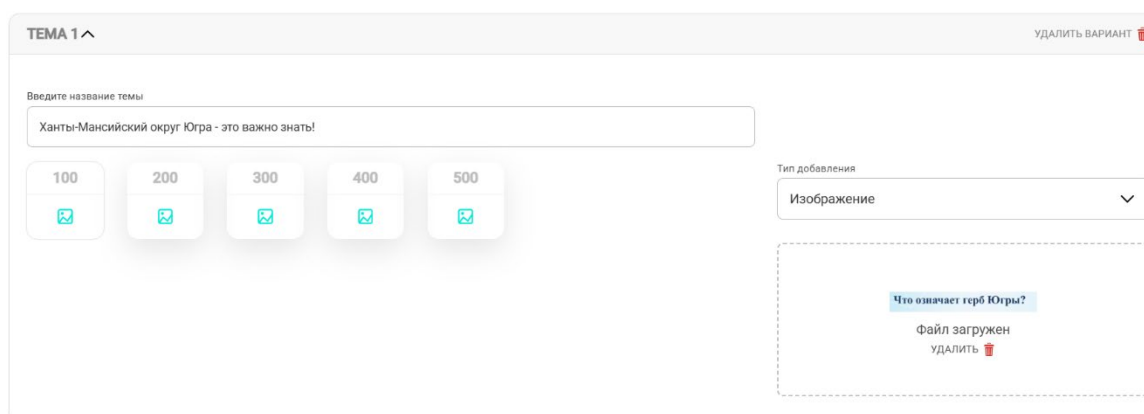 ТЕМА 1
УДАЛИТЬ ВАРИАНТ
Введите название темы
Ханты-Мансийский округ Югра - это важно знать!
100 200 300 400 500
Тип добавления
Изображение
Что означает герб Югры?
Файл загружен
УДАЛИТЬ